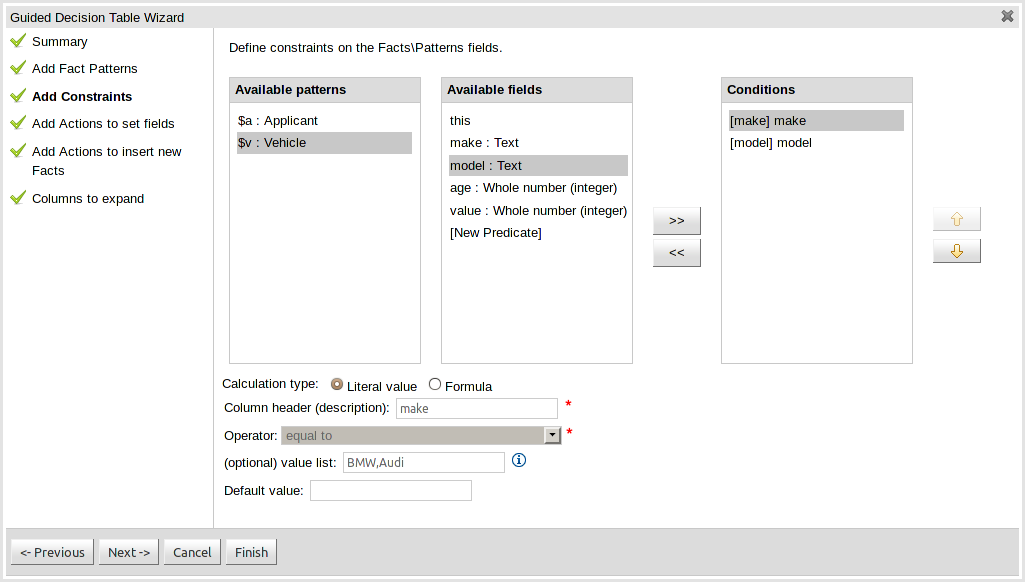 Guided Decision Table Wizard
Summary
Add Fact Patterns
Add Constraints
Add Actions to set fields
Add Actions to insert new
Facts
Columns to expand
Define constraints on the Facts\Patterns fields.
Available patterns
$a : Applicant
$v : Vehicle
Available fields
this
make : Text
model : Text
age : Whole number (integer)
value : Whole number (integer)
[New Predicate]
>>
<<
Conditions
[make] make
[model] model
Calculation type: Literal value Formula
Column header (description): make *
Operator: equal to *
(optional) value list: BMW,Audi
Default value:
<- Previous Next -> Cancel Finish